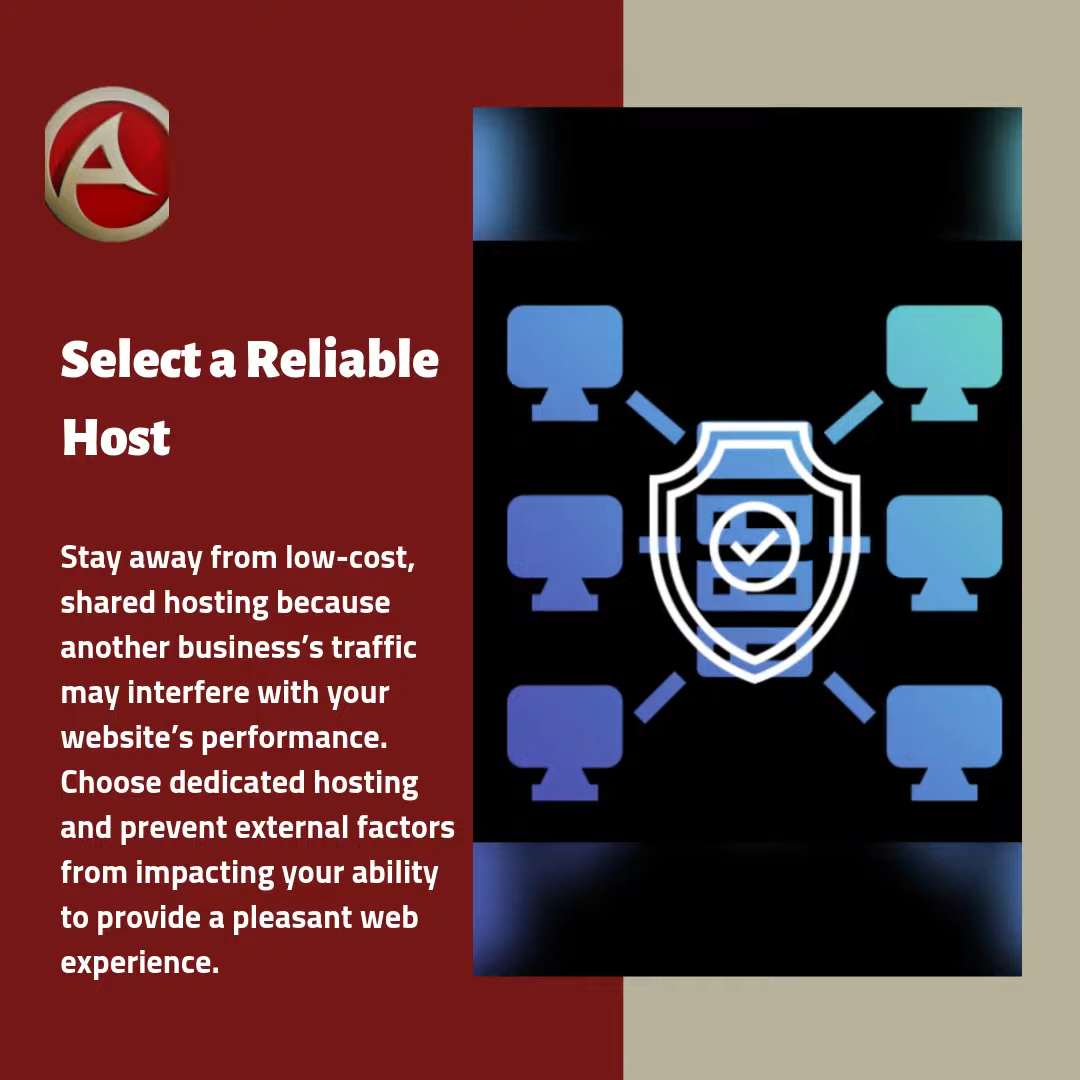 A
Select a Reliable
Host
Stay away from low-cost,
shared hosting because
another business’s traffic
may interfere with your
website’s performance.
Choose dedicated hosting
and prevent external factors
from impacting your ability
to provide a pleasant web
experience.